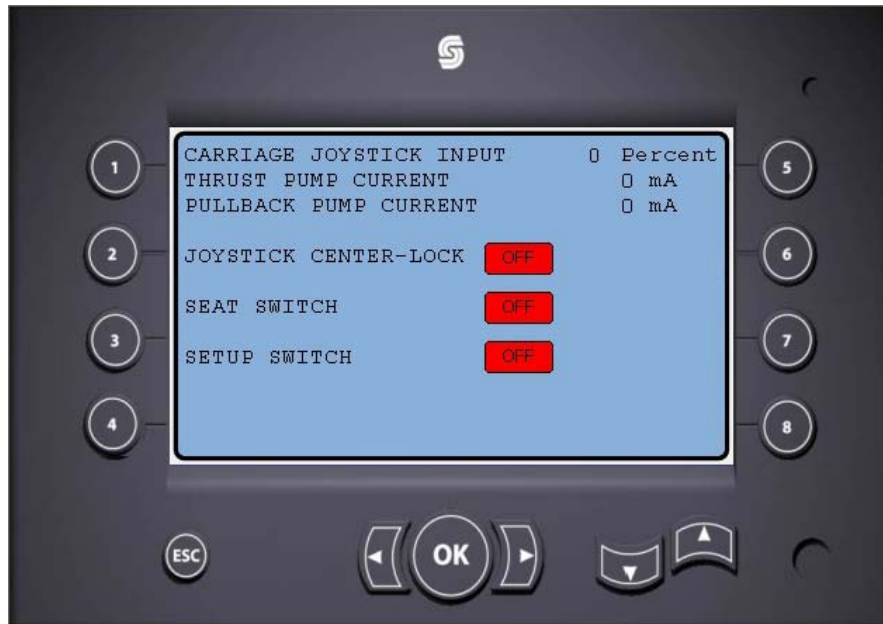 CARRIAGE JOYSTICK INPUT 0 Percent
THRUST PUMP CURRENT 0 mA
PULLBACK PUMP CURRENT 0 mA
JOYSTICK CENTER-LOCK OFF
SEAT SWITCH OFF
SETUP SWITCH OFF
1
2
3
4
5
6
7
8
ESC
OK